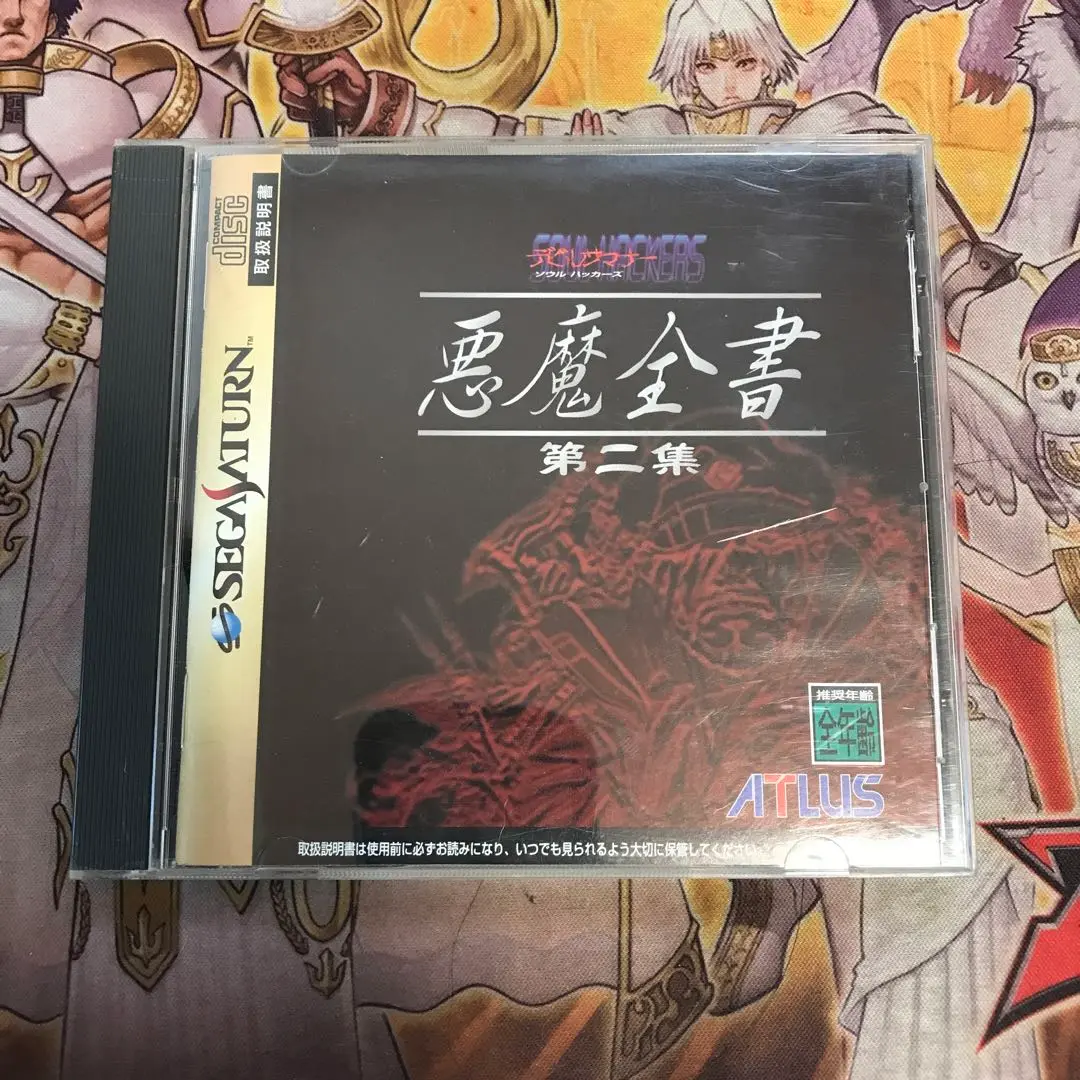 COMPACT
disc
取扱説明書
SEGA SATURN™
SOUL HACKERS
デビルサマナー
ソウルハッカーズ
悪魔全書
第二集
推奨年齢
全年齢
ATLUS
取扱説明書は使用前に必ずお読みになり、いつでも見られるよう大切に保管してください。